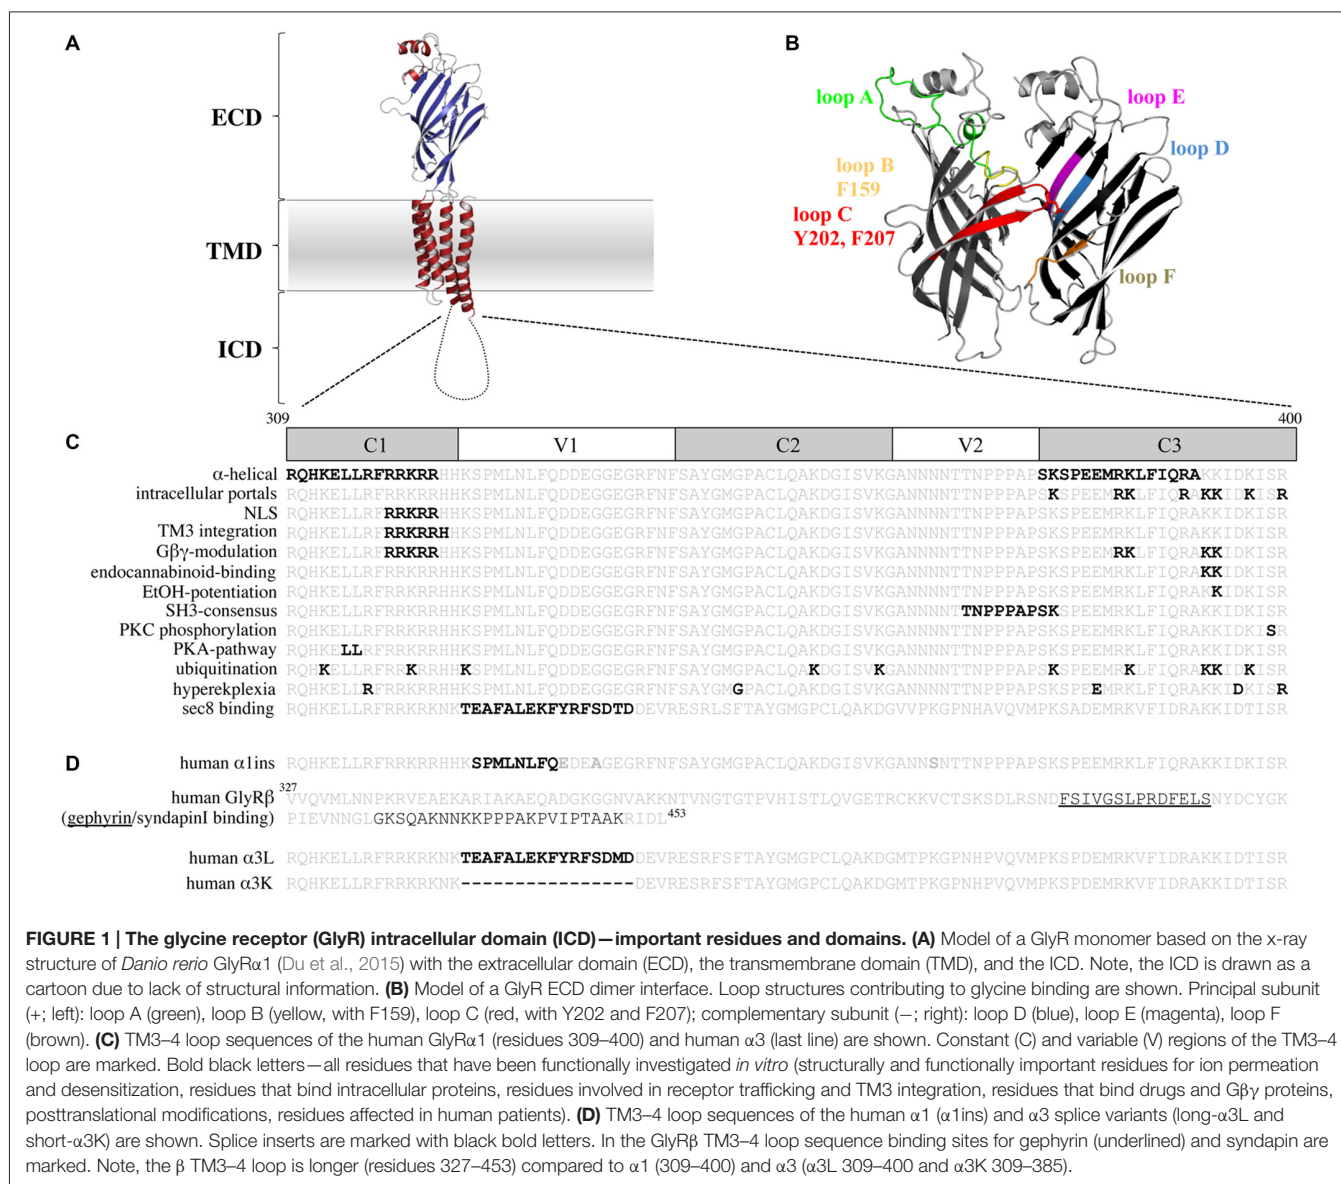 A
ECD
TMD
ICD
B
loop A
loop E
loop D
loop B
F159
loop C
Y202, F207
loop F
309
400
C
C1 V1 C2 V2 C3
α-helical RQHKELLRFRRKRRHHKSPMLNLFQDDEGGEGRFNFSAYGMGPACLQAKDGISVKGANNNNTTNPPPAPSKSPEEMRKLFIQRAKKIDKISR
intracellular portals RQHKELLRFRRKRRHHKSPMLNLFQDDEGGEGRFNFSAYGMGPACLQAKDGISVKGANNNNTTNPPPAPSKSPEEMRKLFIQRAKKIDKISR
NLS RQHKELLRFRRKRRHHKSPMLNLFQDDEGGEGRFNFSAYGMGPACLQAKDGISVKGANNNNTTNPPPAPSKSPEEMRKLFIQRAKKIDKISR
TM3 integration RQHKELLRFRRKRRHHKSPMLNLFQDDEGGEGRFNFSAYGMGPACLQAKDGISVKGANNNNTTNPPPAPSKSPEEMRKLFIQRAKKIDKISR
Gβγ-modulation RQHKELLRFRRKRRHHKSPMLNLFQDDEGGEGRFNFSAYGMGPACLQAKDGISVKGANNNNTTNPPPAPSKSPEEMRKLFIQRAKKIDKISR
endocannabinoid-binding RQHKELLRFRRKRRHHKSPMLNLFQDDEGGEGRFNFSAYGMGPACLQAKDGISVKGANNNNTTNPPPAPSKSPEEMRKLFIQRAKKIDKISR
EtOH-potentiation RQHKELLRFRRKRRHHKSPMLNLFQDDEGGEGRFNFSAYGMGPACLQAKDGISVKGANNNNTTNPPPAPSKSPEEMRKLFIQRAKKIDKISR
SH3-consensus RQHKELLRFRRKRRHHKSPMLNLFQDDEGGEGRFNFSAYGMGPACLQAKDGISVKGANNNNTTNPPPAPSKSPEEMRKLFIQRAKKIDKISR
PKC phosphorylation RQHKELLRFRRKRRHHKSPMLNLFQDDEGGEGRFNFSAYGMGPACLQAKDGISVKGANNNNTTNPPPAPSKSPEEMRKLFIQRAKKIDKISR
PKA-pathway RQHKELLRFRRKRRHHKSPMLNLFQDDEGGEGRFNFSAYGMGPACLQAKDGISVKGANNNNTTNPPPAPSKSPEEMRKLFIQRAKKIDKISR
ubiquitination RQHKELLRFRRKRRHHKSPMLNLFQDDEGGEGRFNFSAYGMGPACLQAKDGISVKGANNNNTTNPPPAPSKSPEEMRKLFIQRAKKIDKISR
hyperekplexia RQHKELLRFRRKRRHHKSPMLNLFQDDEGGEGRFNFSAYGMGPACLQAKDGISVKGANNNNTTNPPPAPSKSPEEMRKLFIQRAKKIDKISR
sec8 binding RQHKELLRFRRKRRHHTEAFALEKFYRFSDTDDEVRESRLSFTAYGMGPCLQAKDGVVPKGPNHAVQVMPKSADEMRKVFIDRAKKIDTISR
D
human α1ins RQHKELLRFRRKRRHHKSPMLNLFQEDEAGEGRFNFSAYGMGPACLQAKDGISVKGANNSNTTNPPPAPSKSPEEMRKLFIQRAKKIDKISR
human GlyRβ 327VVQVMLNNPKRVEAEKARIAKAEQADGKGGNVAKKNTVNGTGTPVHISTLQVGETRCKKVCTSKSDLRSNDFSIVGSLPRDFELSNYDCYGK
(gephyrin/syndapinI binding) PIEVNNGLGKSQAKNNKKPPPAKPVIPTAAKRIDL453
human α3L RQHKELLRFRRKRKNKTEAFALEKFYRFSDMDDEVRESRFSFTAYGMGPCLQAKDGMTPKGPNHPVQVMPKSPDEMRKVFIDRAKKIDTISR
human α3K RQHKELLRFRRKRKNK----------------DEVRESRFSFTAYGMGPCLQAKDGMTPKGPNHPVQVMPKSPDEMRKVFIDRAKKIDTISR
FIGURE 1 | The glycine receptor (GlyR) intracellular domain (ICD)—important residues and domains. (A) Model of a GlyR monomer based on the x-ray
structure of Danio rerio GlyRα1 (Du et al., 2015) with the extracellular domain (ECD), the transmembrane domain (TMD), and the ICD. Note, the ICD is drawn as a
cartoon due to lack of structural information. (B) Model of a GlyR ECD dimer interface. Loop structures contributing to glycine binding are shown. Principal subunit
(+; left): loop A (green), loop B (yellow, with F159), loop C (red, with Y202 and F207); complementary subunit (−; right): loop D (blue), loop E (magenta), loop F
(brown). (C) TM3–4 loop sequences of the human GlyRα1 (residues 309–400) and human α3 (last line) are shown. Constant (C) and variable (V) regions of the TM3–4
loop are marked. Bold black letters—all residues that have been functionally investigated in vitro (structurally and functionally important residues for ion permeation
and desensitization, residues that bind intracellular proteins, residues involved in receptor trafficking and TM3 integration, residues that bind drugs and Gβγ proteins,
posttranslational modifications, residues affected in human patients). (D) TM3–4 loop sequences of the human α1 (α1ins) and α3 splice variants (long-α3L and
short-α3K) are shown. Splice inserts are marked with black bold letters. In the GlyRβ TM3–4 loop sequence binding sites for gephyrin (underlined) and syndapin are
marked. Note, the β TM3–4 loop is longer (residues 327–453) compared to α1 (309–400) and α3 (α3L 309–400 and α3K 309–385).